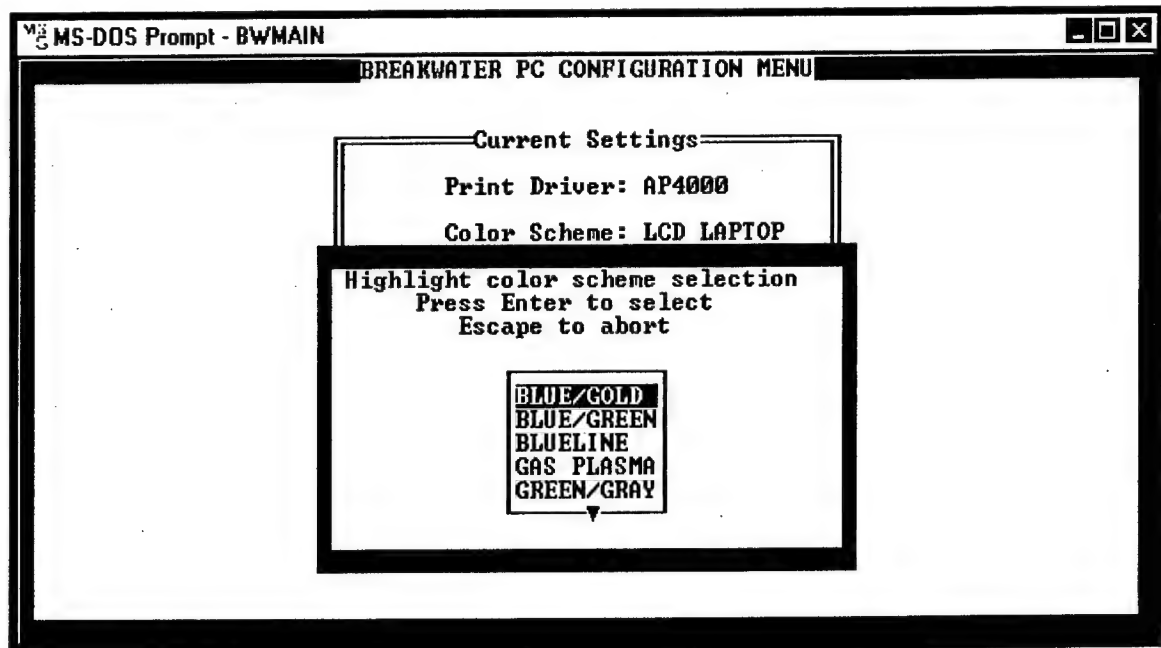 MS-DOS Prompt - BWMAIN
BREAKWATER PC CONFIGURATION MENU
Current Settings
Print Driver: AP4000
Color Scheme: LCD LAPTOP
Highlight color scheme selection
Press Enter to select
Escape to abort
BLUE/GOLD
BLUE/GREEN
BLUELINE
GAS PLASMA
GREEN/GRAY